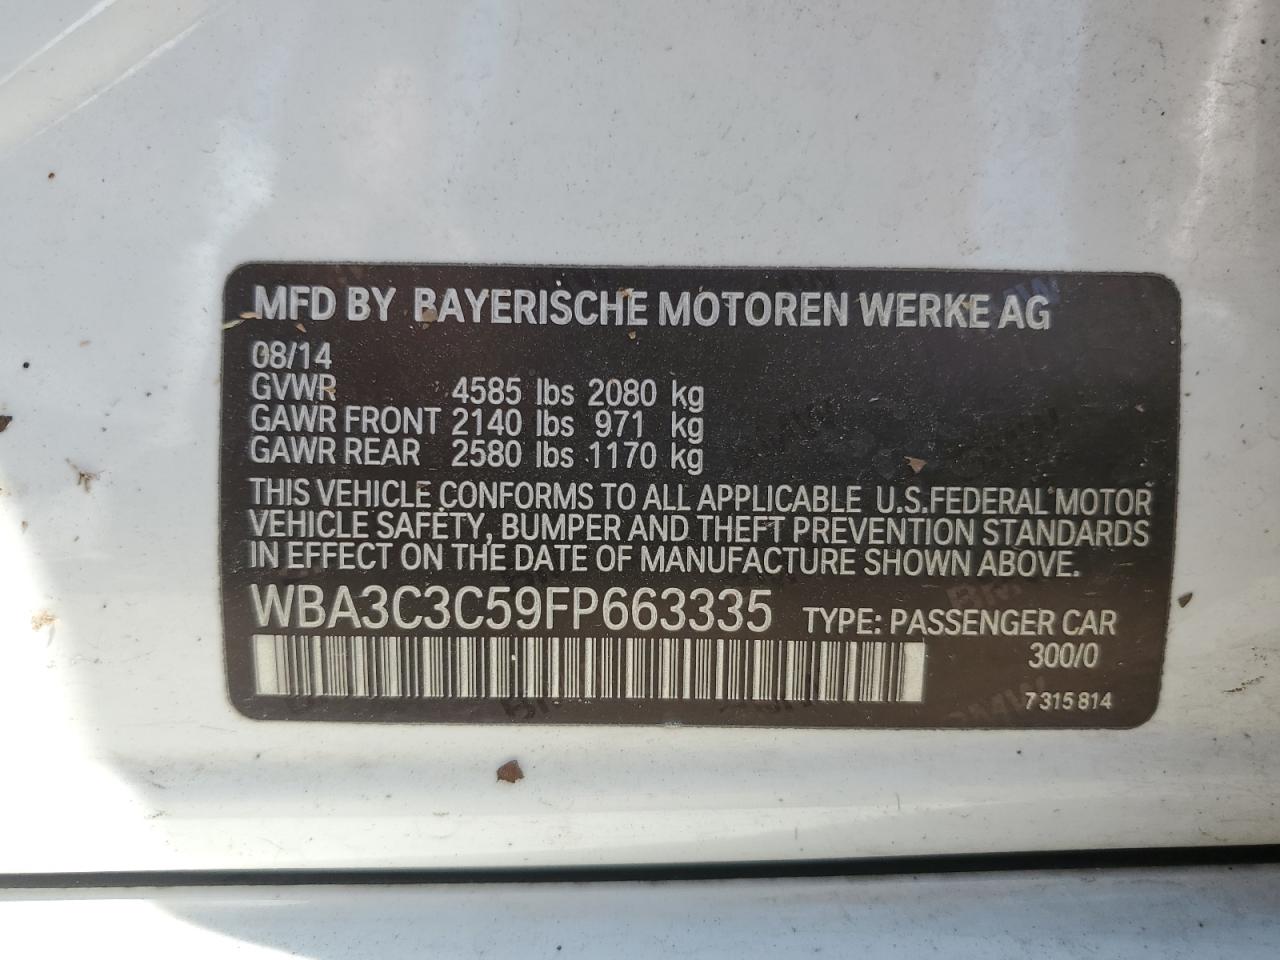 MFD BY BAYERISCHE MOTOREN WERKE AG
08/14
GVWR 4585 lbs 2080 kg
GAWR FRONT 2140 lbs 971 kg
GAWR REAR 2580 lbs 1170 kg
THIS VEHICLE CONFORMS TO ALL APPLICABLE U.S.FEDERAL MOTOR
VEHICLE SAFETY, BUMPER AND THEFT PREVENTION STANDARDS
IN EFFECT ON THE DATE OF MANUFACTURE SHOWN ABOVE.
WBA3C3C59FP663335 TYPE: PASSENGER CAR
300/0
7 315 814